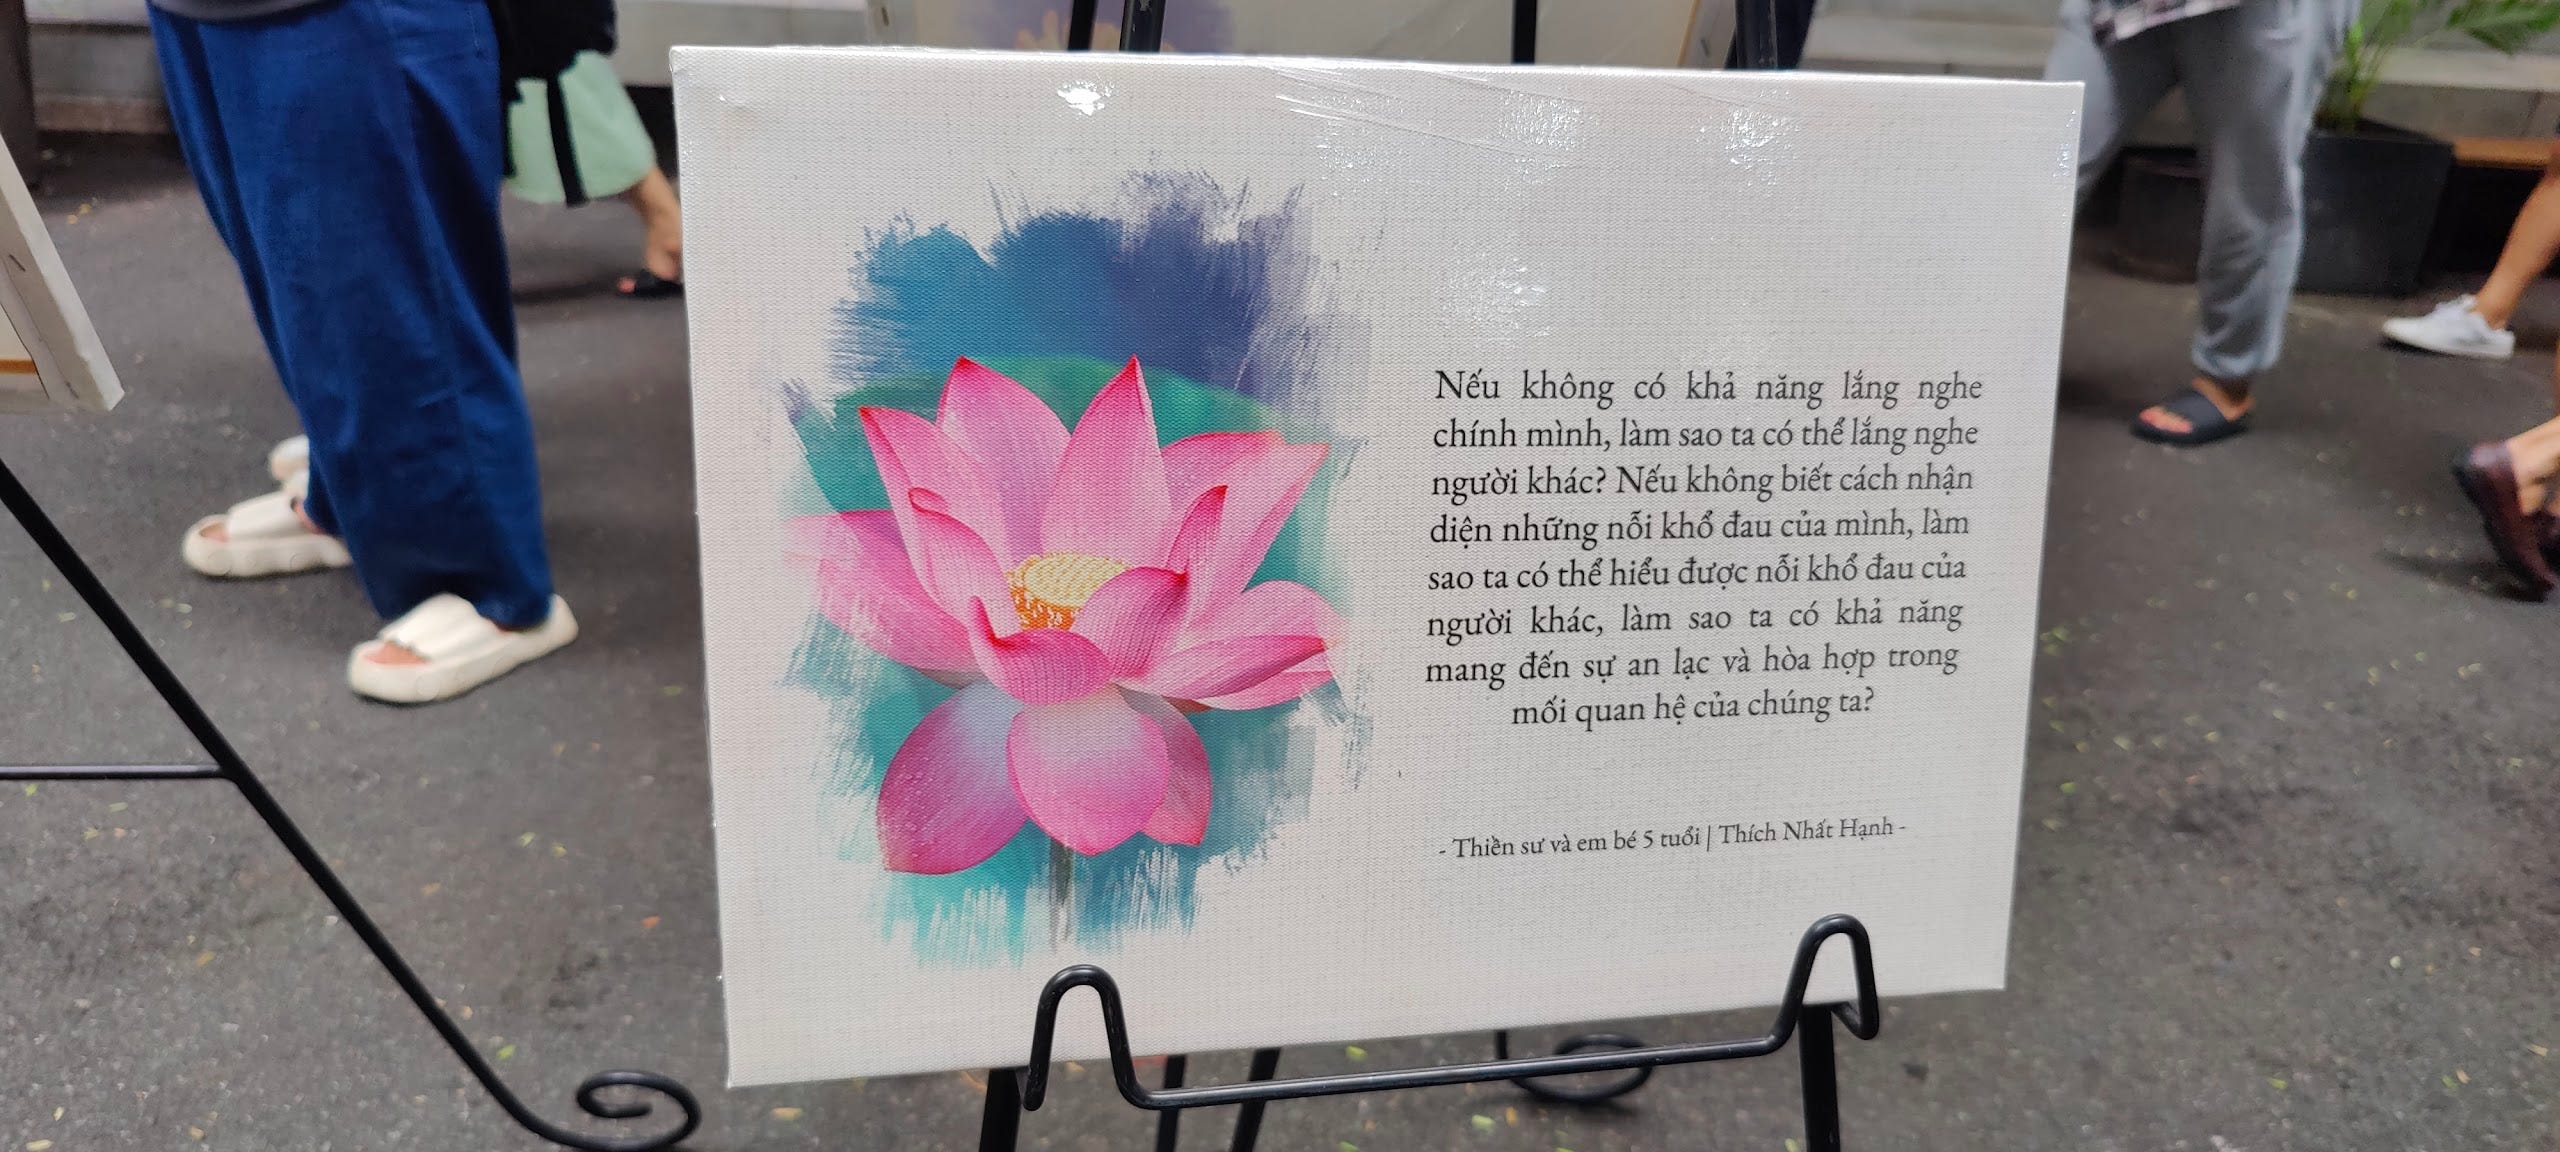 Nếu không có khả năng lắng nghe
chính mình, làm sao ta có thể lắng nghe
người khác? Nếu không biết cách nhận
diện những nỗi khổ đau của mình, làm
sao ta có thể hiểu được nỗi khổ đau của
người khác, làm sao ta có khả năng
mang đến sự an lạc và hòa hợp trong
mối quan hệ của chúng ta?
- Thiền sư và em bé 5 tuổi | Thích Nhất Hạnh -